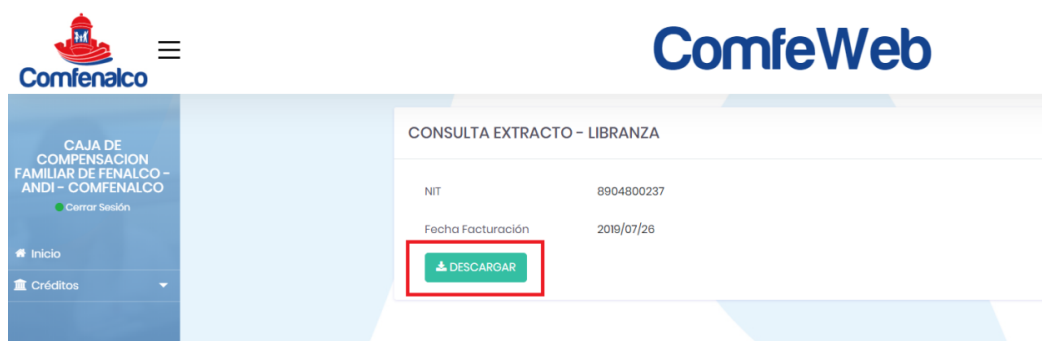 Comfenalco
ComfeWeb
CAJA DE
COMPENSACION
FAMILIAR DE FENALCO -
ANDI - COMFENALCO
Cerrar Sesión
Inicio
Créditos
CONSULTA EXTRACTO - LIBRANZA
NIT 8904800237
Fecha Facturación 2019/07/26
DESCARGAR